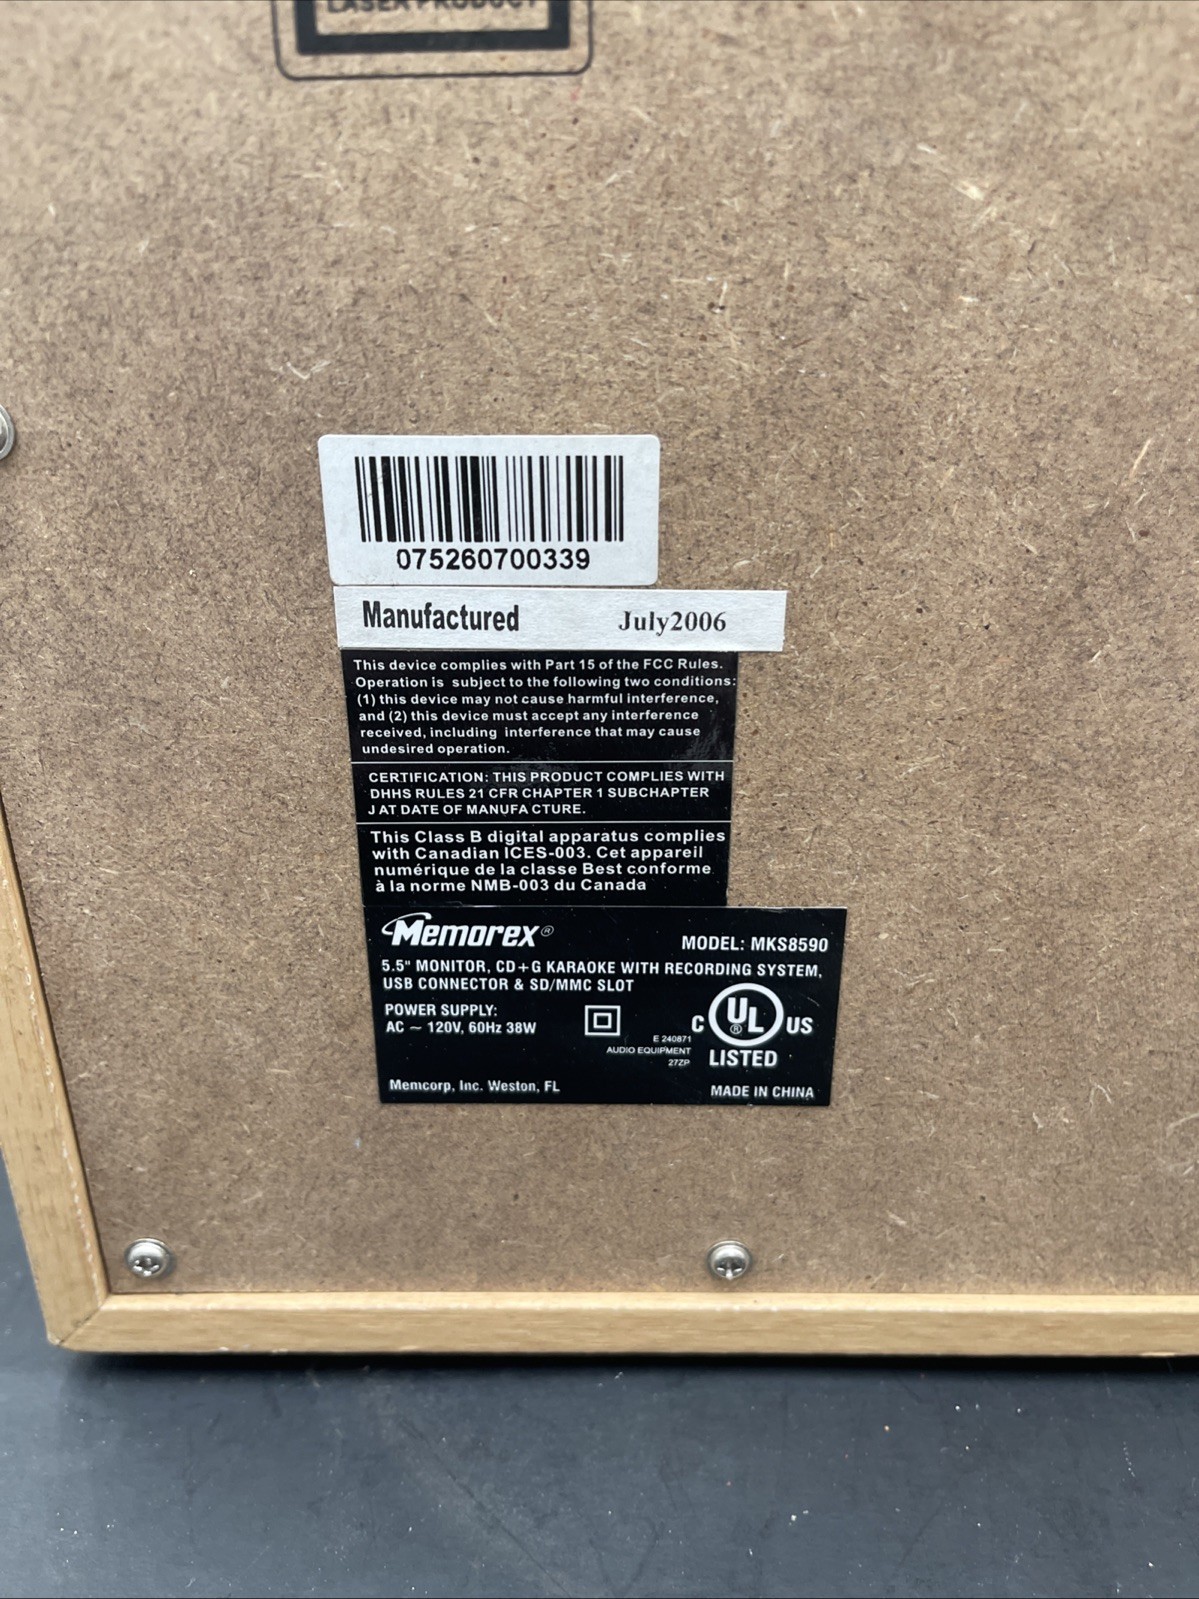 LASER PRODUCT
075260700339
Manufactured July2006
This device complies with Part 15 of the FCC Rules.
Operation is subject to the following two conditions:
(1) this device may not cause harmful interference,
and (2) this device must accept any interference
received, including interference that may cause
undesired operation.
CERTIFICATION: THIS PRODUCT COMPLIES WITH
DHHS RULES 21 CFR CHAPTER 1 SUBCHAPTER
J AT DATE OF MANUFA CTURE.
This Class B digital apparatus complies
with Canadian ICES-003. Cet appareil
numérique de la classe Best conforme
à la norme NMB-003 du Canada
Memorex®
MODEL: MKS8590
5.5" MONITOR, CD+G KARAOKE WITH RECORDING SYSTEM,
USB CONNECTOR & SD/MMC SLOT
POWER SUPPLY:
AC ~ 120V, 60Hz 38W
C UL® US
LISTED
E 240871
AUDIO EQUIPMENT
27ZP
Memcorp, Inc. Weston, FL
MADE IN CHINA